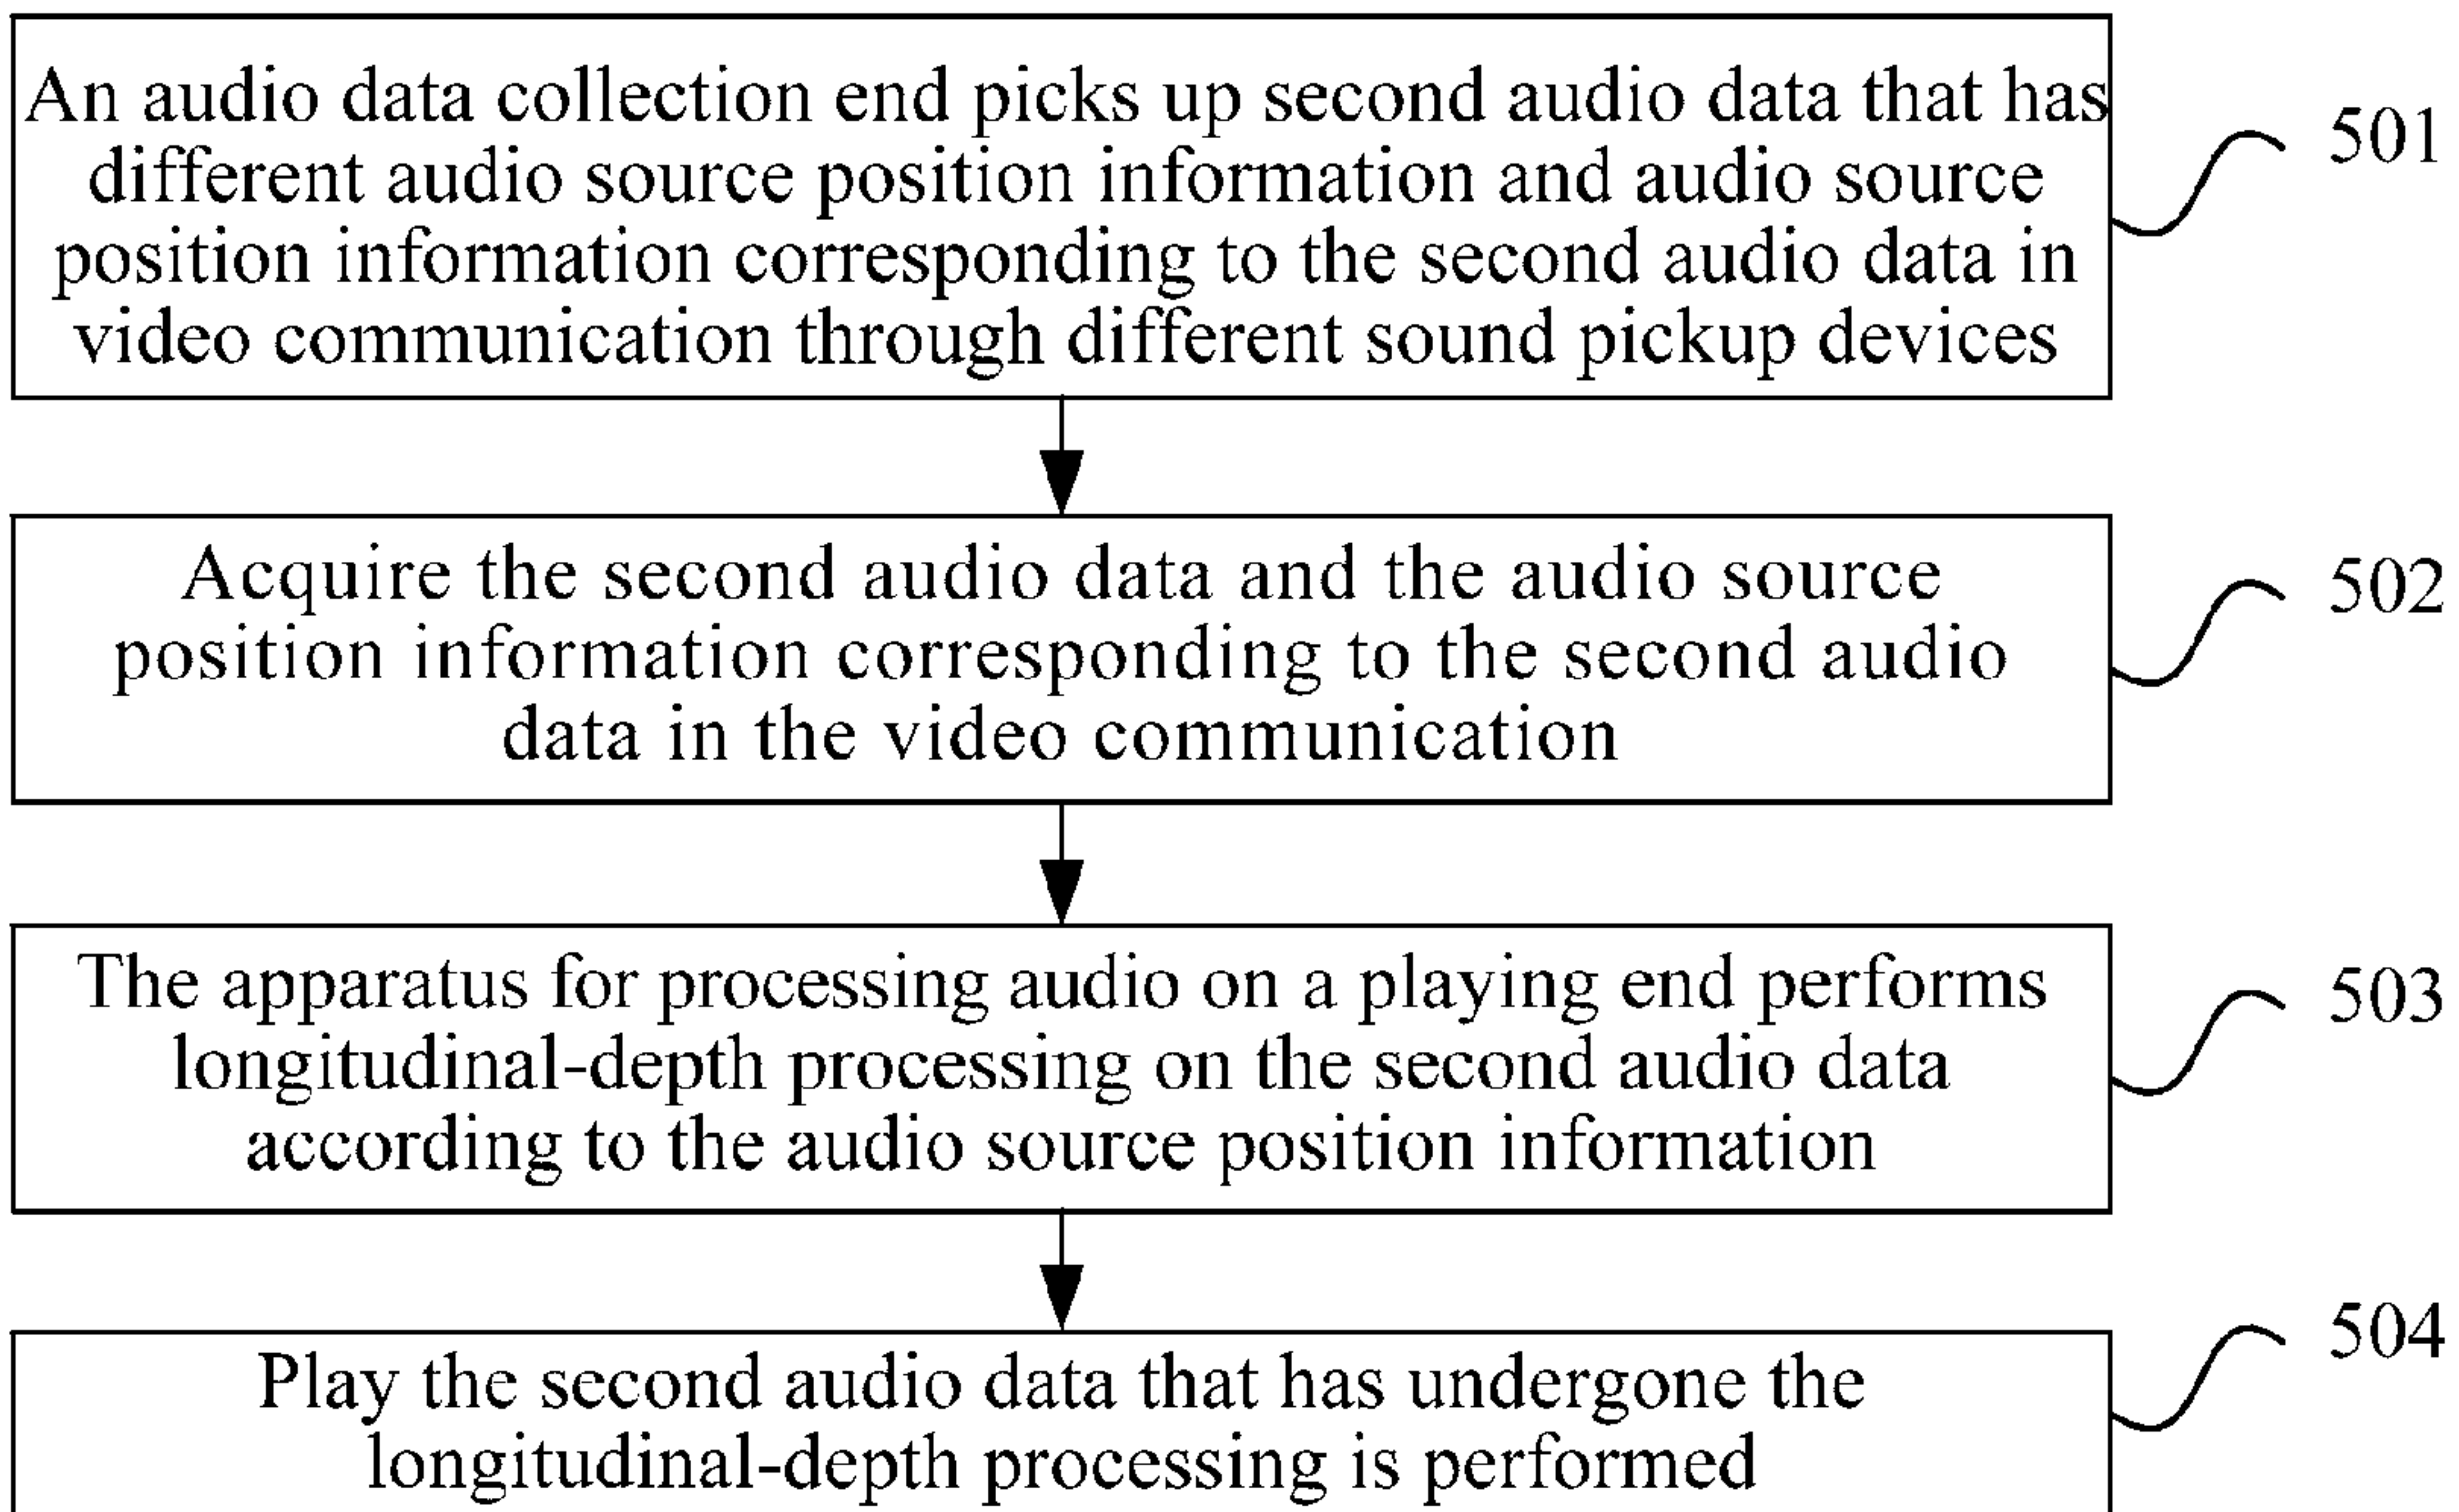 An audio data collection end picks up second audio data that has
different audio source position information and audio source
position information corresponding to the second audio data in
video communication through different sound pickup devices
501
Acquire the second audio data and the audio source
position information corresponding to the second audio
data in the video communication
502
The apparatus for processing audio on a playing end performs
longitudinal-depth processing on the second audio data
according to the audio source position information
503
Play the second audio data that has undergone the
longitudinal-depth processing is performed
504